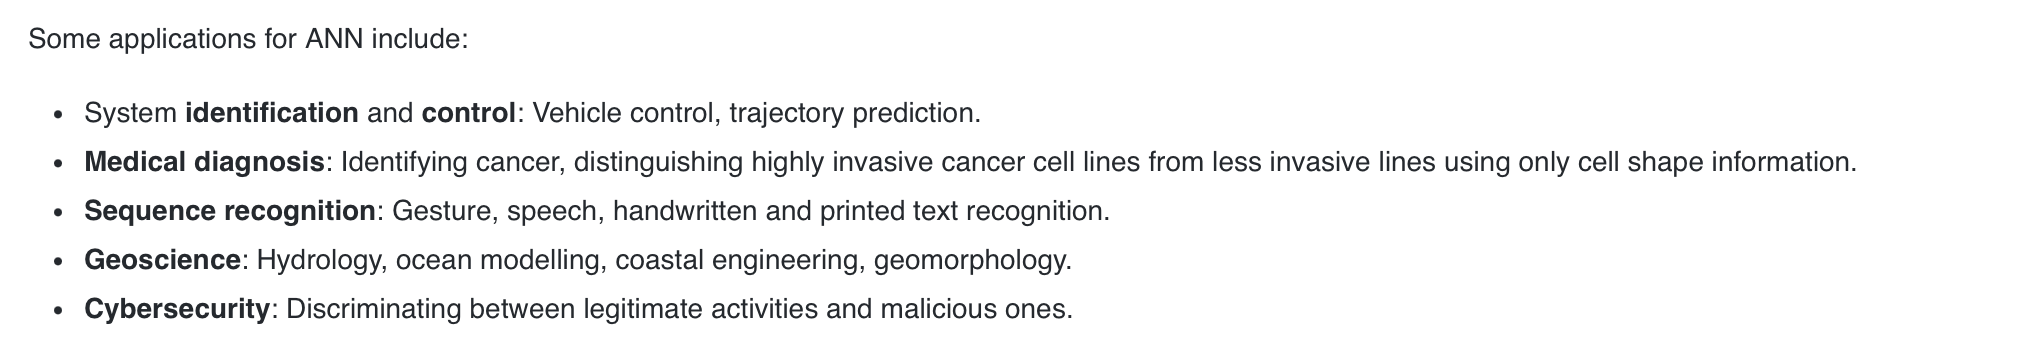 Some applications for ANN include:
• System identification and control: Vehicle control, trajectory prediction.
• Medical diagnosis: Identifying cancer, distinguishing highly invasive cancer cell lines from less invasive lines using only cell shape information.
• Sequence recognition: Gesture, speech, handwritten and printed text recognition.
• Geoscience: Hydrology, ocean modelling, coastal engineering, geomorphology.
• Cybersecurity: Discriminating between legitimate activities and malicious ones.